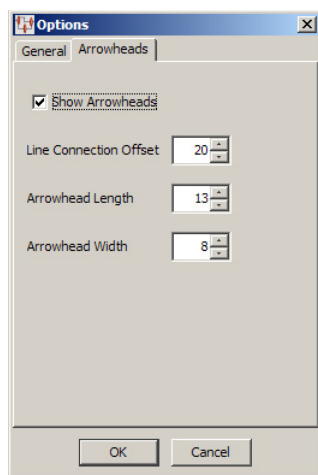 Options
General Arrowheads
Show Arrowheads
Line Connection Offset 20
Arrowhead Length 13
Arrowhead Width 8
OK Cancel